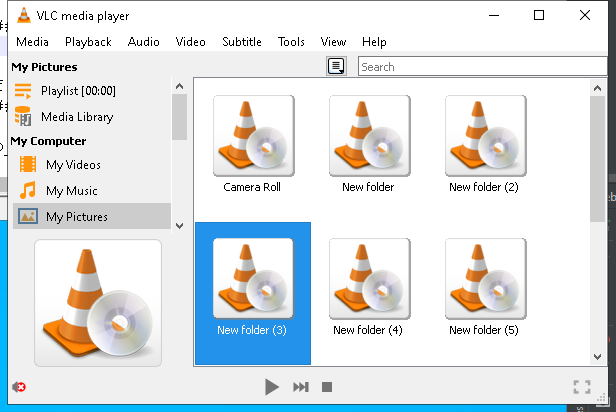 VLC media player
Media Playback Audio Video Subtitle Tools View Help
My Pictures
Search
Playlist [00:00]
Media Library
My Computer
My Videos
My Music
My Pictures
Camera Roll
New folder
New folder (2)
New folder (3)
New folder (4)
New folder (5)